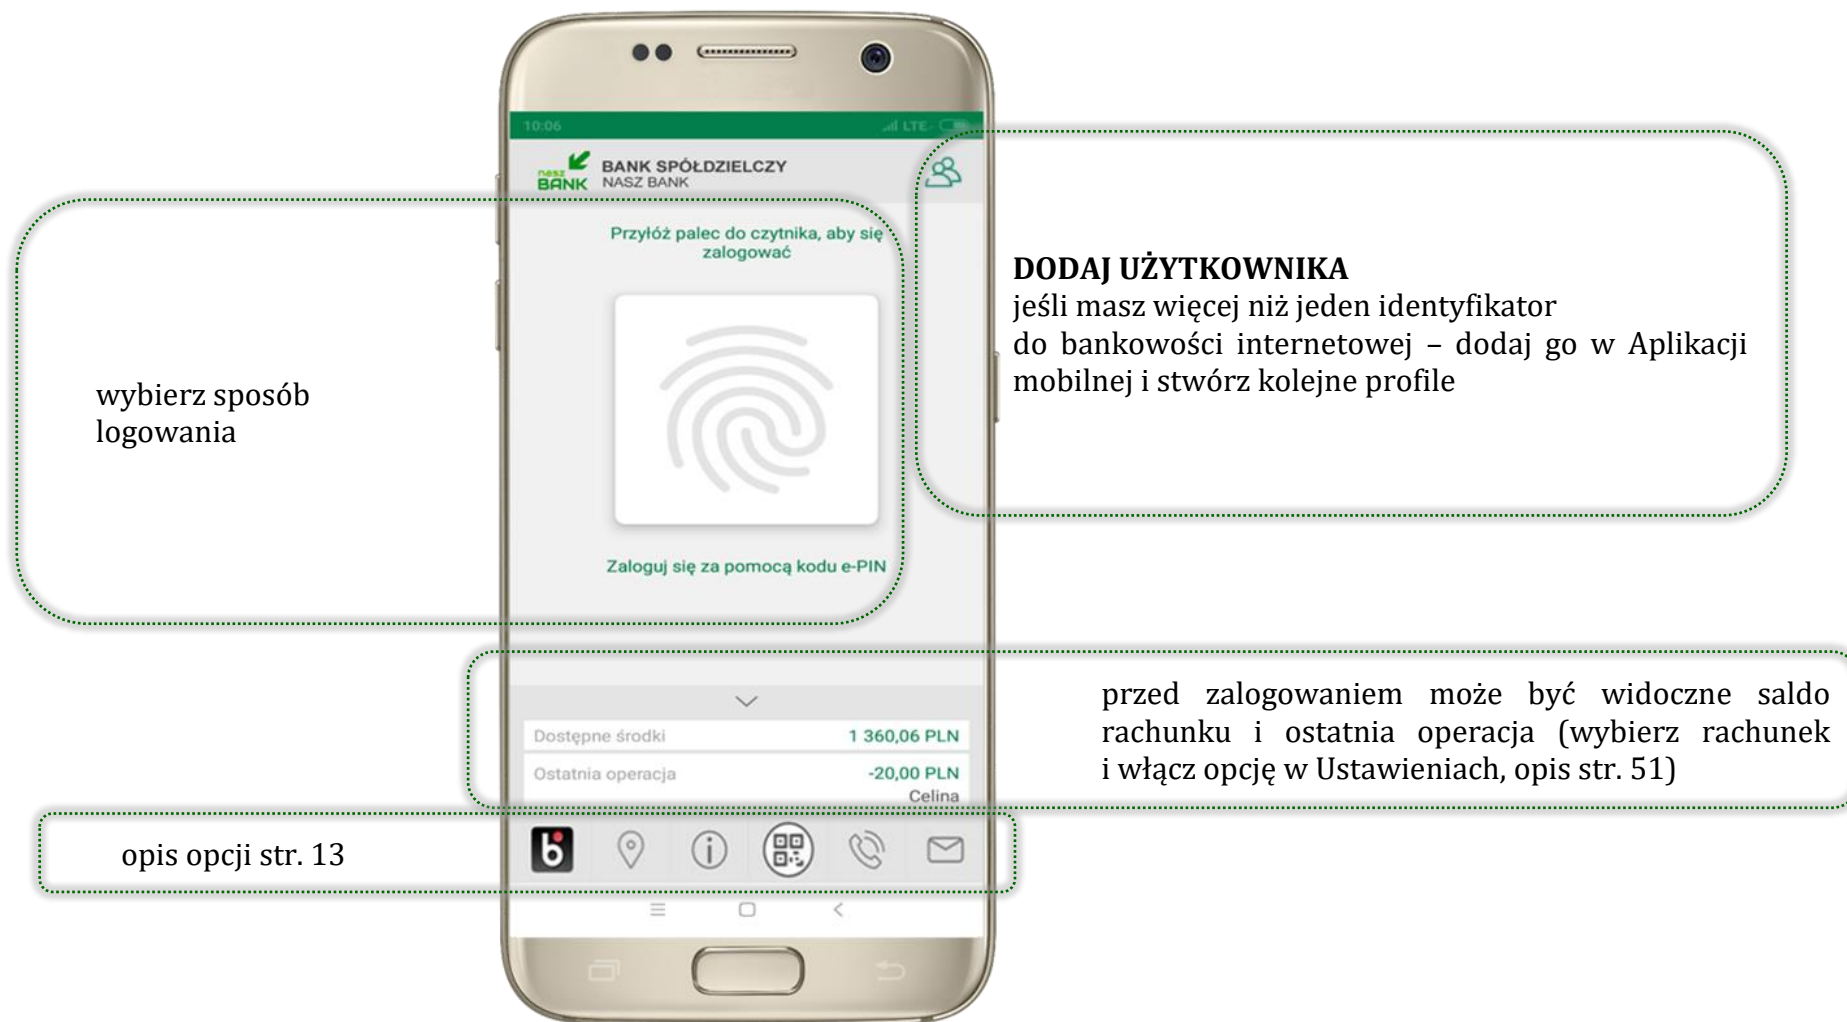 10:06
LTE
nasz
BANK
BANK SPÓŁDZIELCZY
NASZ BANK
Przyłóż palec do czytnika, aby się
zalogować
DODAJ UŻYTKOWNIKA
jeśli masz więcej niż jeden identyfikator
do bankowości internetowej – dodaj go w Aplikacji
mobilnej i stwórz kolejne profile
wybierz sposób
logowania
Zaloguj się za pomocą kodu e-PIN
przed zalogowaniem może być widoczne saldo
rachunku i ostatnia operacja (wybierz rachunek
i włącz opcję w Ustawieniach, opis str. 51)
Dostępne środki 1 360,06 PLN
Ostatnia operacja -20,00 PLN
Celina
opis opcji str. 13